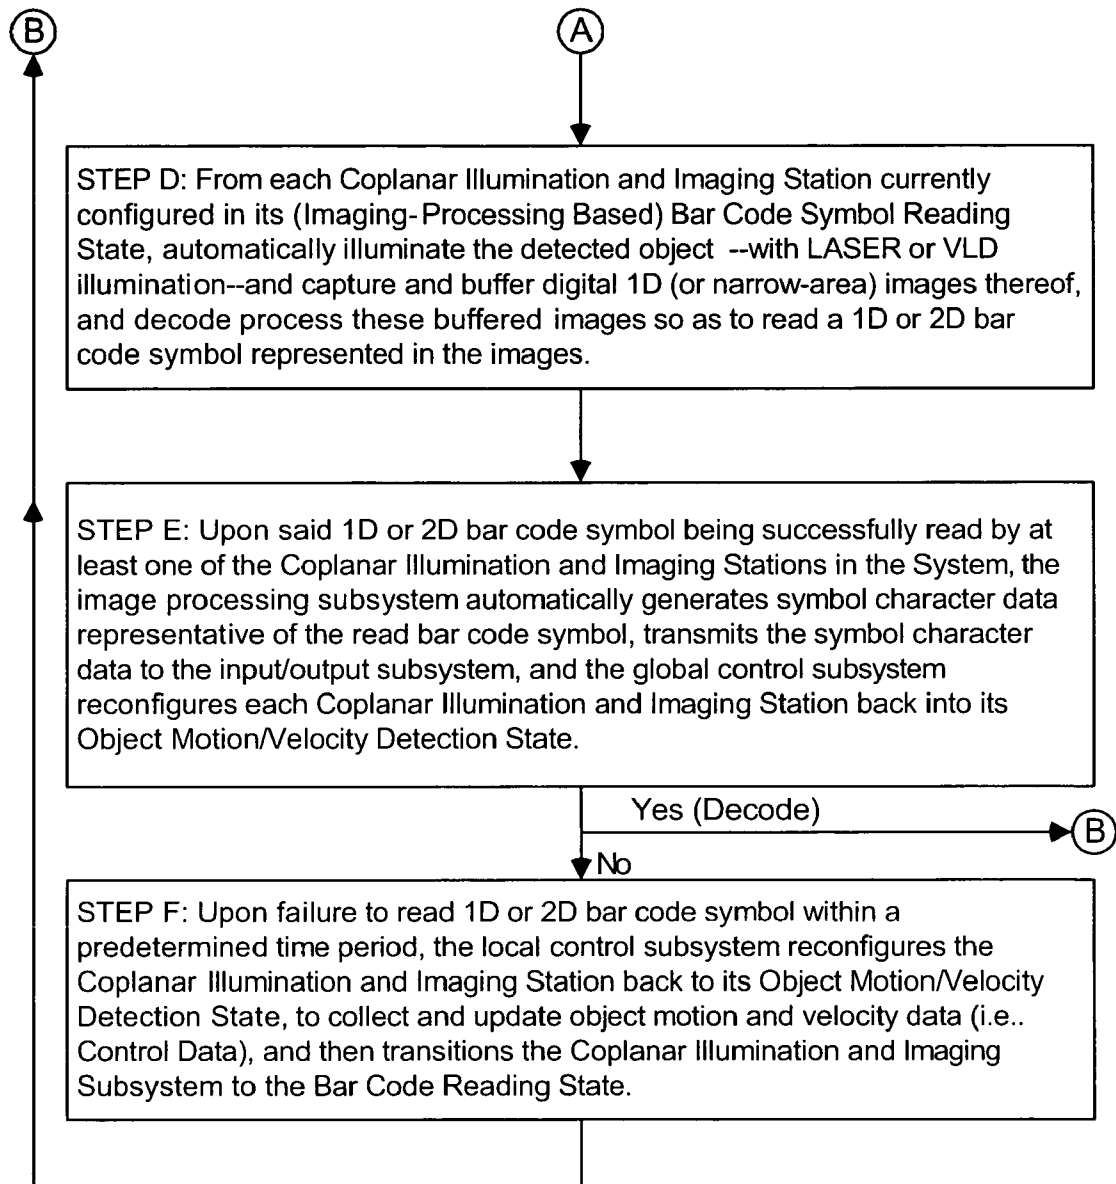 B
A
STEP D: From each Coplanar Illumination and Imaging Station currently
configured in its (Imaging-Processing Based) Bar Code Symbol Reading
State, automatically illuminate the detected object --with LASER or VLD
illumination--and capture and buffer digital 1D (or narrow-area) images thereof,
and decode process these buffered images so as to read a 1D or 2D bar
code symbol represented in the images.
STEP E: Upon said 1D or 2D bar code symbol being successfully read by at
least one of the Coplanar Illumination and Imaging Stations in the System, the
image processing subsystem automatically generates symbol character data
representative of the read bar code symbol, transmits the symbol character
data to the input/output subsystem, and the global control subsystem
reconfigures each Coplanar Illumination and Imaging Station back into its
Object Motion/Velocity Detection State.
Yes (Decode)
B
No
STEP F: Upon failure to read 1D or 2D bar code symbol within a
predetermined time period, the local control subsystem reconfigures the
Coplanar Illumination and Imaging Station back to its Object Motion/Velocity
Detection State, to collect and update object motion and velocity data (i.e..
Control Data), and then transitions the Coplanar Illumination and Imaging
Subsystem to the Bar Code Reading State.